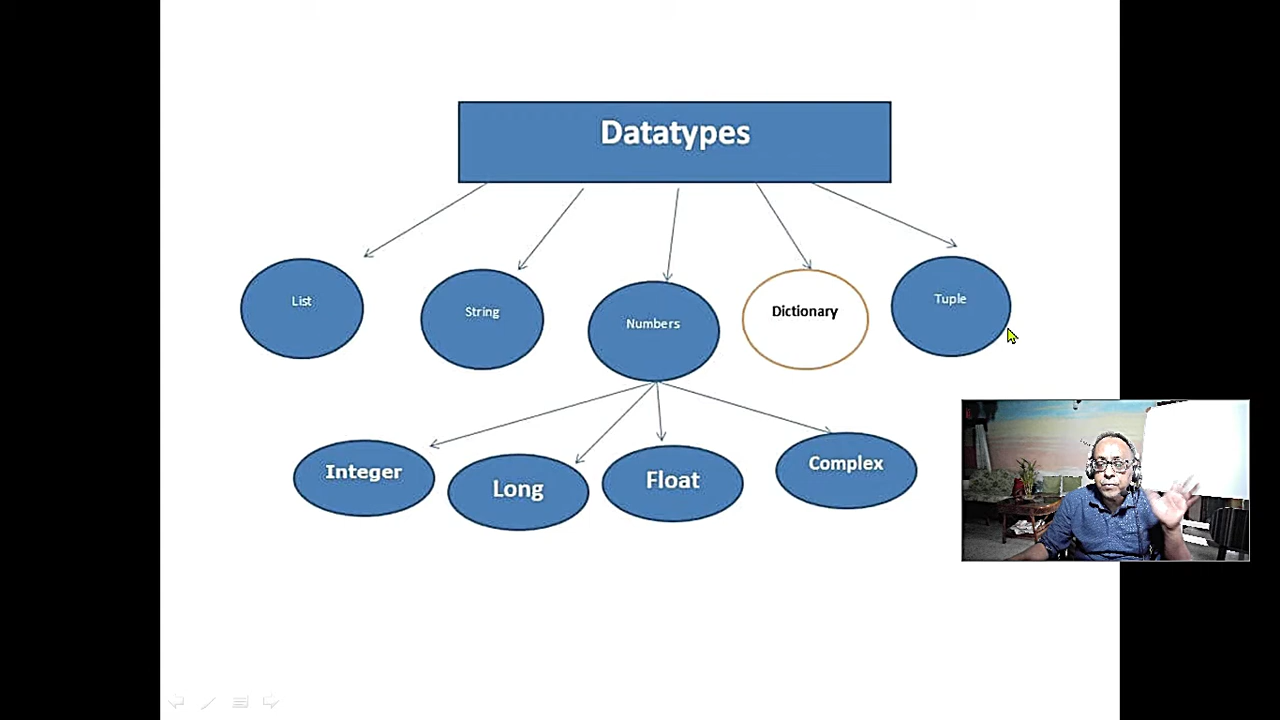 Datatypes
List
String
Numbers
Dictionary
Tuple
Integer
Long
Float
Complex